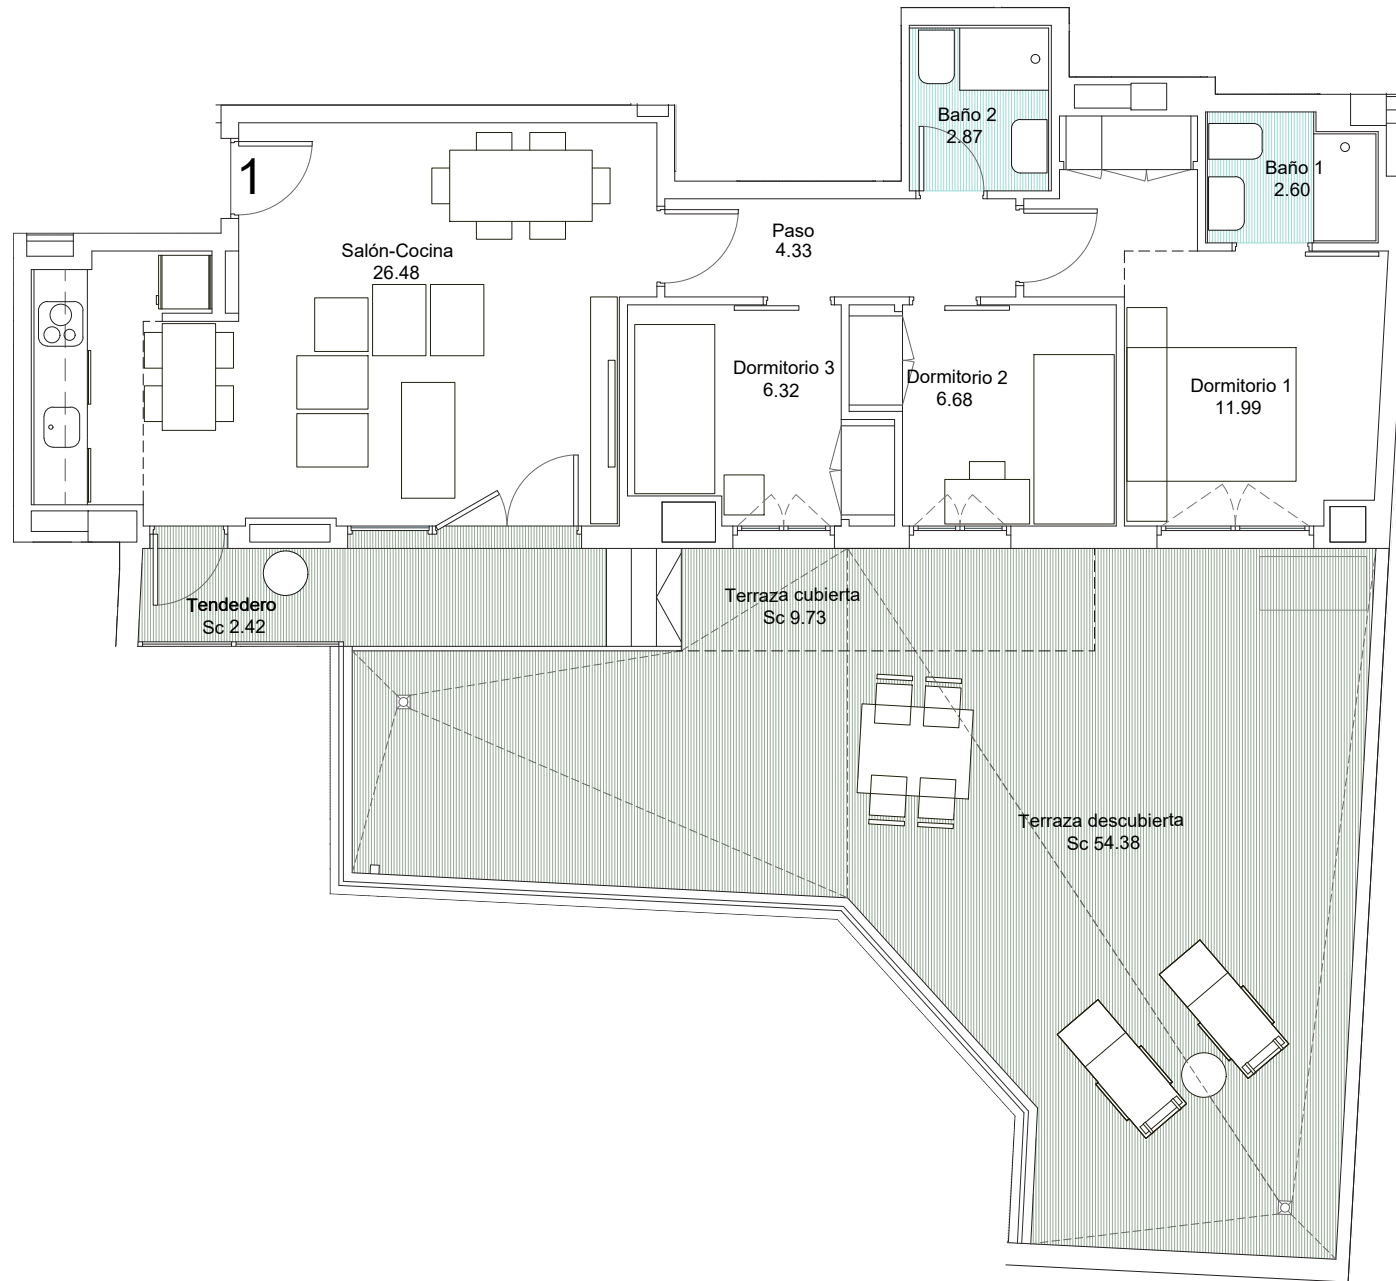 Baño 2
2.87
1
Baño 1
2.60
Paso
4.33
Salón-Cocina
26.48
Dormitorio 3
6.32
Dormitorio 2
6.68
Dormitorio 1
11.99
Tendedero
Sc 2.42
Terraza cubierta
Sc 9.73
Terraza descubierta
Sc 54.38